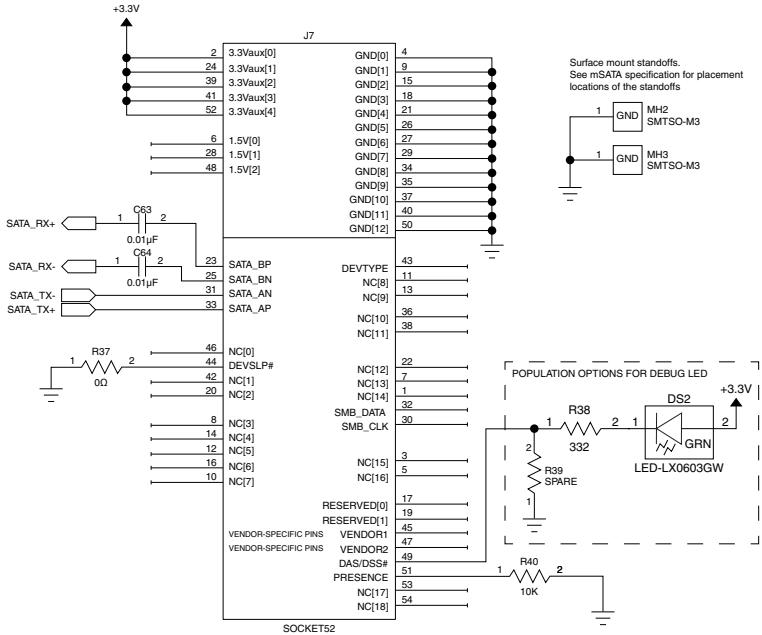 +3.3V
J7
2 3.3Vaux[0]
24 3.3Vaux[1]
39 3.3Vaux[2]
41 3.3Vaux[3]
52 3.3Vaux[4]
6 1.5V[0]
28 1.5V[1]
48 1.5V[2]
GND[0] 4
GND[1] 9
GND[2] 15
GND[3] 18
GND[4] 21
GND[5] 26
GND[6] 27
GND[7] 29
GND[8] 34
GND[9] 35
GND[10] 37
GND[11] 40
GND[12] 50
Surface mount standoffs.
See mSATA specification for placement
locations of the standoffs
1 GND MH2
SMTSO-M3
1 GND MH3
SMTSO-M3
C63
SATA_RX+ 1 2
0.01µF
C64
SATA_RX- 1 2
0.01µF
SATA_TX-
SATA_TX+
23 SATA_BP
25 SATA_BN
31 SATA_AN
33 SATA_AP
R37
1 2
0Ω
46 NC[0]
44 DEVSLP#
42 NC[1]
20 NC[2]
8 NC[3]
14 NC[4]
12 NC[5]
16 NC[6]
10 NC[7]
DEVTYPE 43
NC[8] 11
NC[9] 13
NC[10] 36
NC[11] 38
NC[12] 22
NC[13] 7
NC[14] 1
SMB_DATA 32
SMB_CLK 30
NC[15] 3
NC[16] 5
RESERVED[0] 17
RESERVED[1] 19
VENDOR-SPECIFIC PINS VENDOR1 45
VENDOR-SPECIFIC PINS VENDOR2 47
DAS/DSS# 49
PRESENCE 51
NC[17] 53
NC[18] 54
SOCKET52
POPULATION OPTIONS FOR DEBUG LED
+3.3V
DS2
R38
1 2
332
1 2
GRN
LED-LX0603GW
2
R39
SPARE
1
R40
1 2
10K